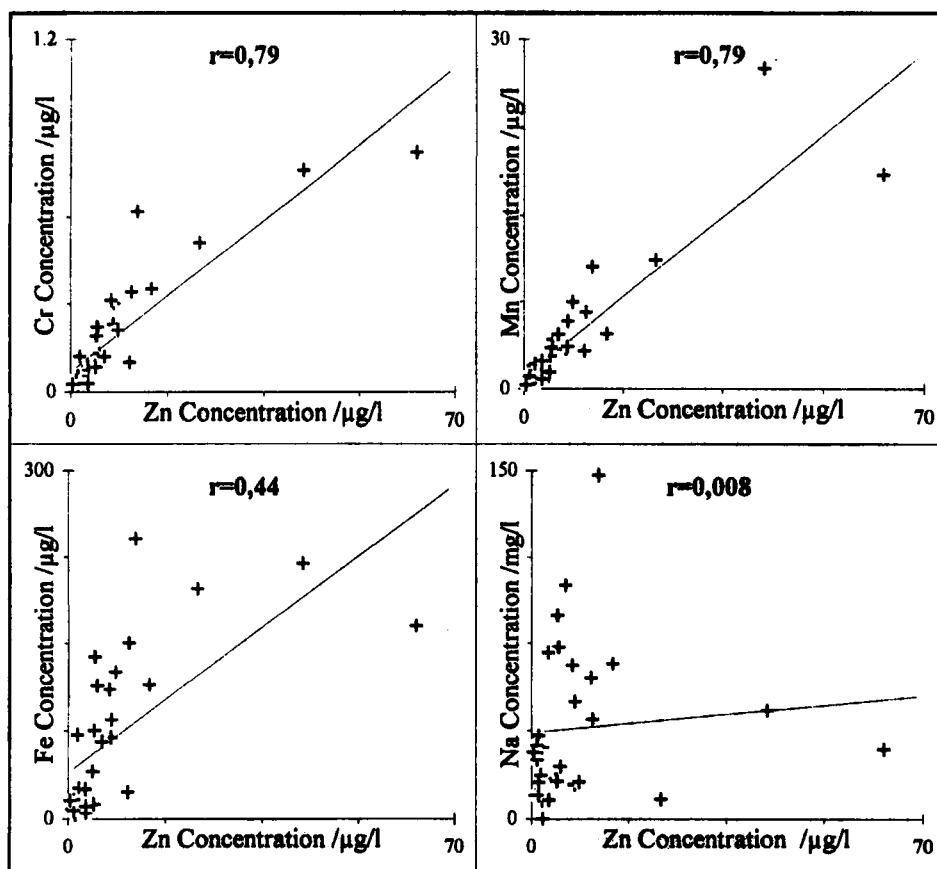 1.2
r=0,79
Cr Concentration /µg/l
0
0
Zn Concentration /µg/l
70
30
r=0,79
Mn Concentration /µg/l
0
0
Zn Concentration /µg/l
70
300
r=0,44
Fe Concentration /µg/l
0
0
Zn Concentration /µg/l
70
150
r=0,008
Na Concentration /mg/l
0
0
Zn Concentration /µg/l
70